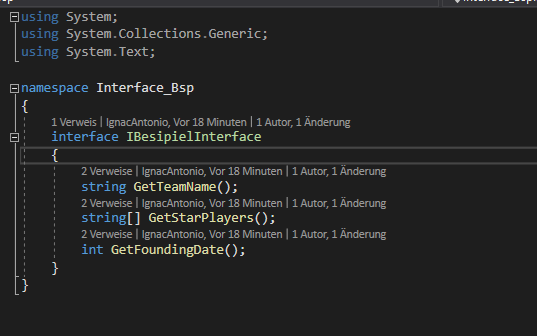 using System;
using System.Collections.Generic;
using System.Text;
namespace Interface_Bsp
{
1 Verweis | IgnacAntonio, Vor 18 Minuten | 1 Autor, 1 Änderung
interface IBesipielInterface
{
2 Verweise | IgnacAntonio, Vor 18 Minuten | 1 Autor, 1 Änderung
string GetTeamName();
2 Verweise | IgnacAntonio, Vor 18 Minuten | 1 Autor, 1 Änderung
string[] GetStarPlayers();
2 Verweise | IgnacAntonio, Vor 18 Minuten | 1 Autor, 1 Änderung
int GetFoundingDate();
}
}